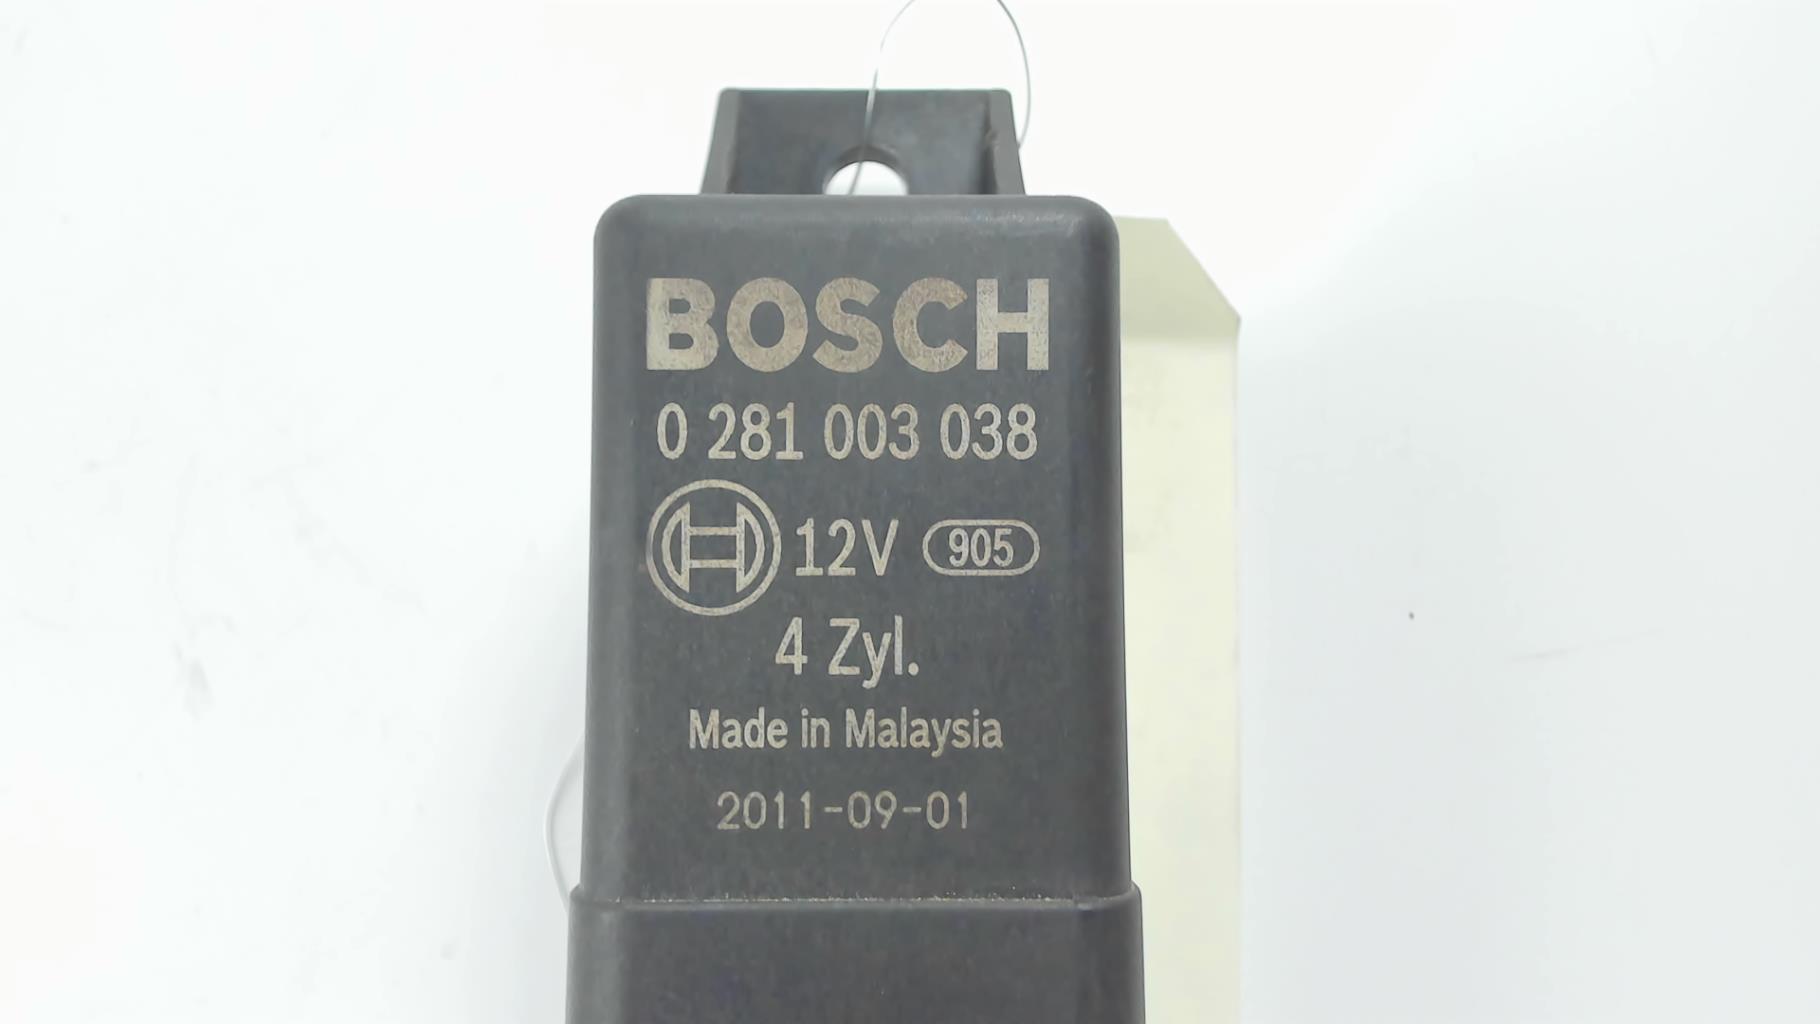 BOSCH
0 281 003 038
12V 905
4 Zyl.
Made in Malaysia
2011-09-01